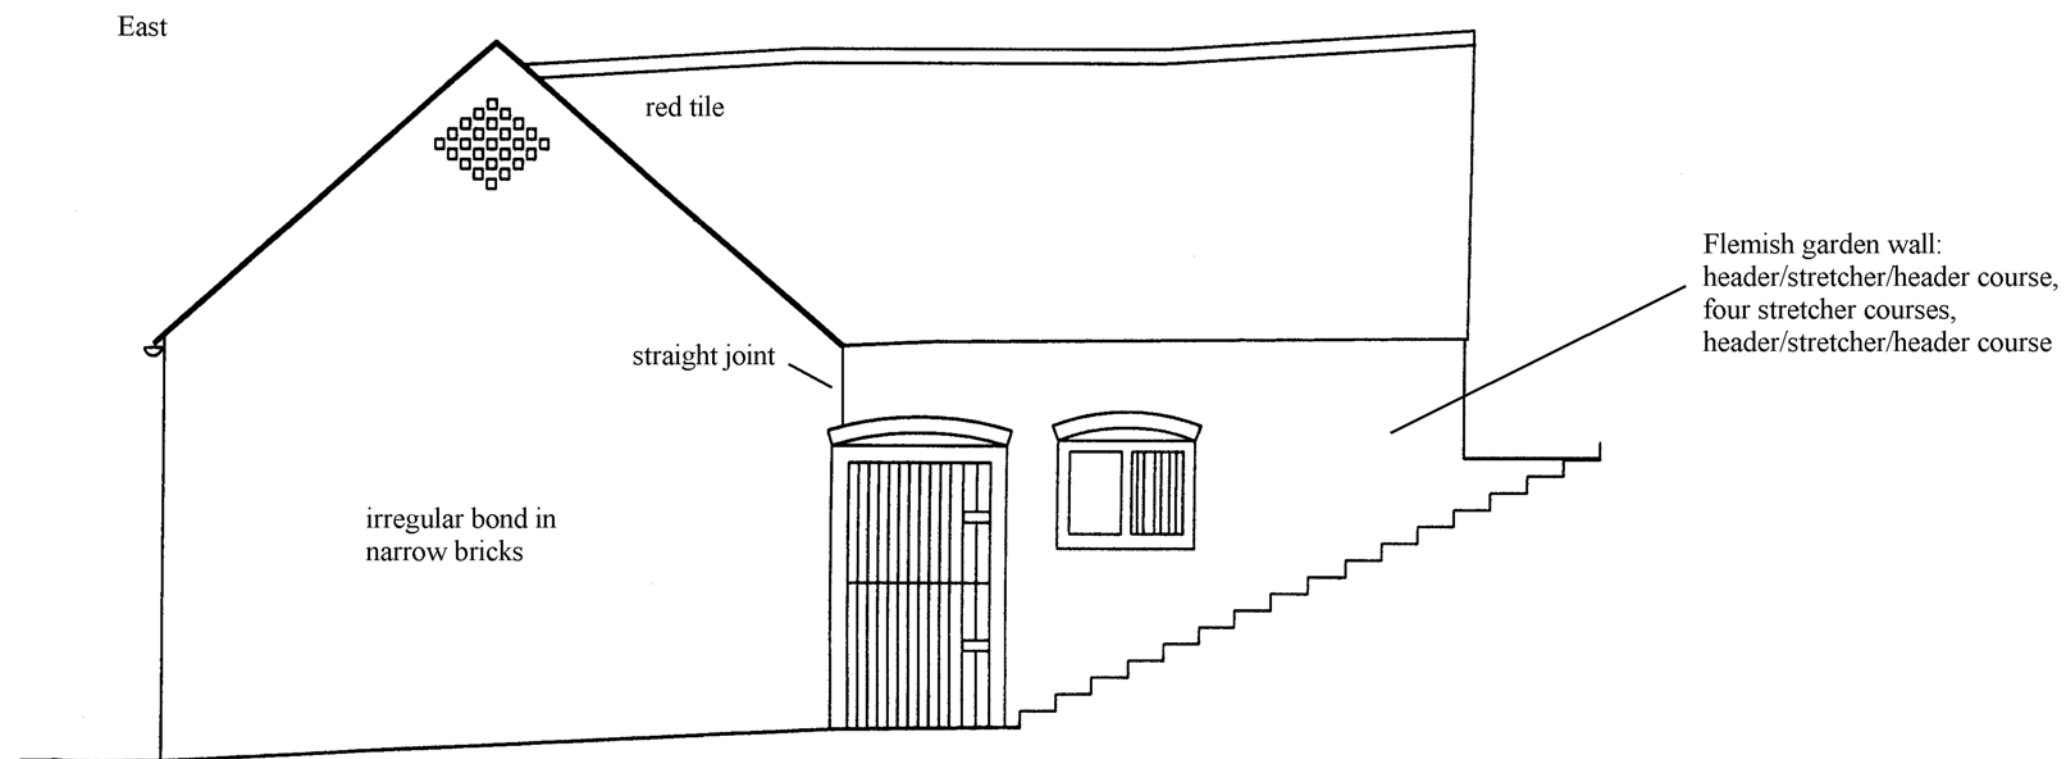 East
red tile
Flemish garden wall:
header/stretcher/header course,
four stretcher courses,
header/stretcher/header course
straight joint
irregular bond in
narrow bricks